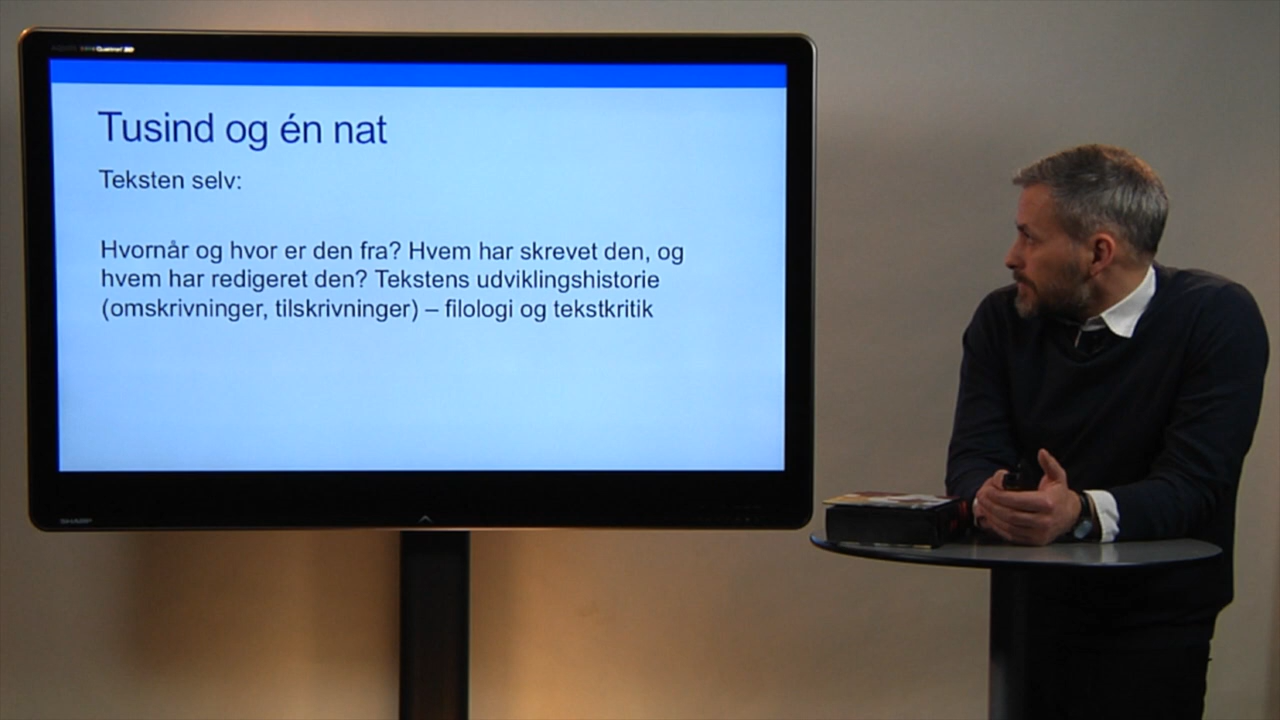 Tusind og én nat
Teksten selv:
Hvornår og hvor er den fra? Hvem har skrevet den, og
hvem har redigeret den? Tekstens udviklingshistorie
(omskrivninger, tilskrivninger) – filologi og tekstkritik
SHARP